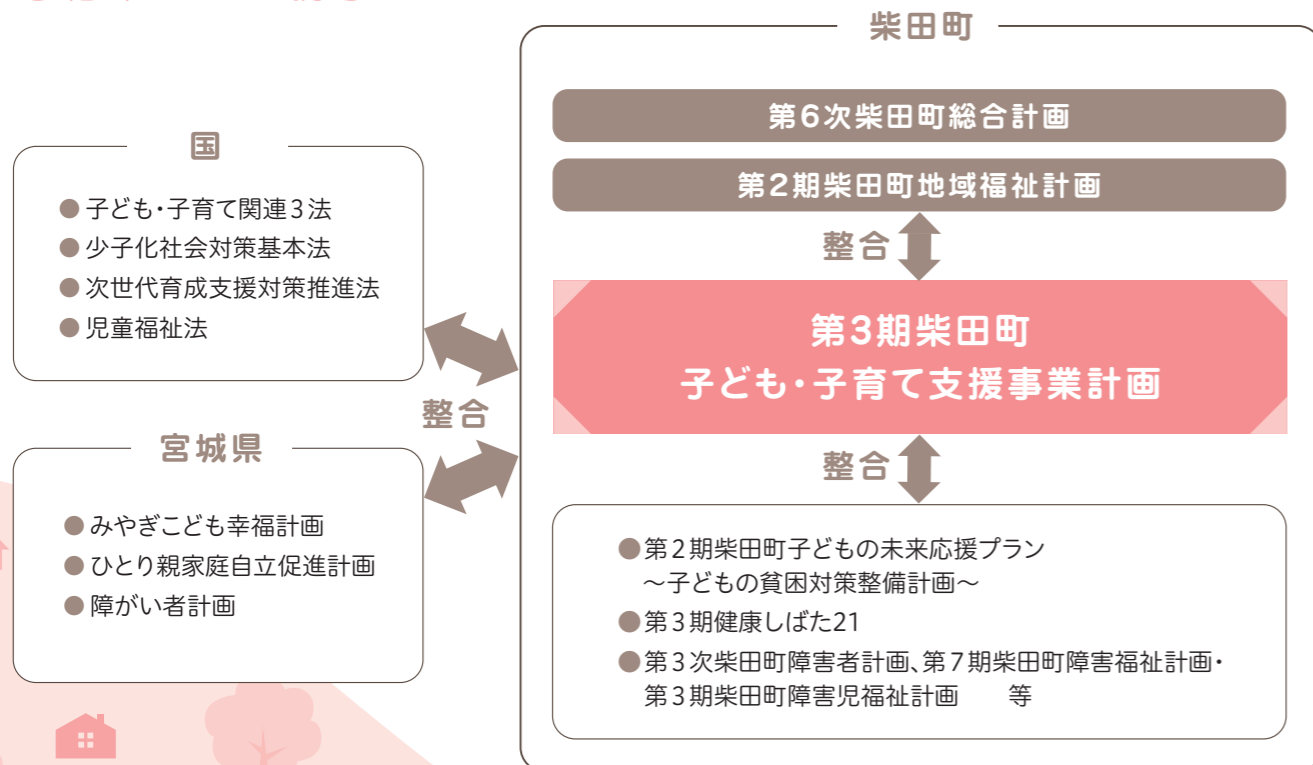 柴田町
第6次柴田町総合計画
第2期柴田町地域福祉計画
整合
第3期柴田町
子ども・子育て支援事業計画
整合
●第2期柴田町子どもの未来応援プラン
～子どもの貧困対策整備計画～
●第3期健康しばた21
●第3次柴田町障害者計画、第7期柴田町障害福祉計画・
第3期柴田町障害児福祉計画　等
国
●子ども・子育て関連3法
●少子化社会対策基本法
●次世代育成支援対策推進法
●児童福祉法
整合
宮城県
●みやぎこども幸福計画
●ひとり親家庭自立促進計画
●障がい者計画